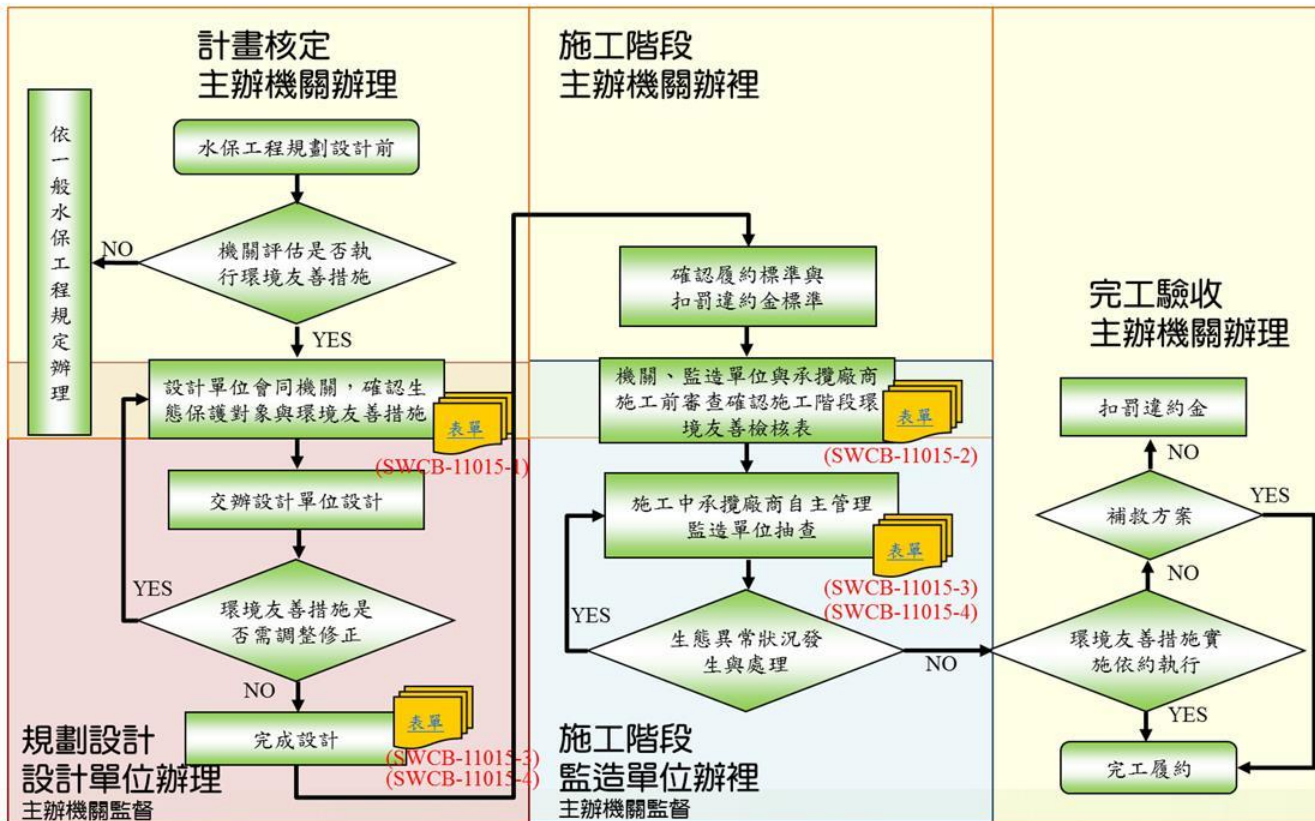 計畫核定
主辦機關辦理
依一般水保工程規定辦理
水保工程規劃設計前
機關評估是否執
行環境友善措施
NO
YES
設計單位會同機關，確認生
態保護對象與環境友善措施
表單
(SWCB-11015-1)
交辦設計單位設計
環境友善措施是
否需調整修正
YES
NO
完成設計
表單
(SWCB-11015-3)
(SWCB-11015-4)
規劃設計
設計單位辦理
主辦機關監督
施工階段
主辦機關辦裡
確認履約標準與
扣罰違約金標準
機關、監造單位與承攬廠商
施工前審查確認施工階段環
境友善檢核表
表單
(SWCB-11015-2)
施工中承攬廠商自主管理
監造單位抽查
表單
(SWCB-11015-3)
(SWCB-11015-4)
YES
生態異常狀況發
生與處理
NO
施工階段
監造單位辦裡
主辦機關監督
完工驗收
主辦機關辦理
扣罰違約金
NO
YES
補救方案
NO
環境友善措施實
施依約執行
YES
完工履約